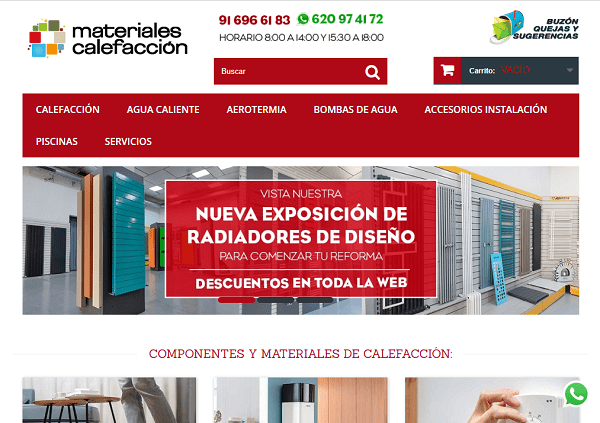 materiales
calefacción
91 696 61 83 620 97 41 72
HORARIO 8:00 A 14:00 Y 15:30 A 18:00
BUZÓN
QUEJAS Y
SUGERENCIAS
Buscar
Carrito: VACÍO
CALEFACCIÓN AGUA CALIENTE AEROTERMIA BOMBAS DE AGUA ACCESORIOS INSTALACIÓN
PISCINAS SERVICIOS
VISTA NUESTRA
NUEVA EXPOSICIÓN DE
RADIADORES DE DISEÑO
PARA COMENZAR TU REFORMA
DESCUENTOS EN TODA LA WEB
COMPONENTES Y MATERIALES DE CALEFACCIÓN: